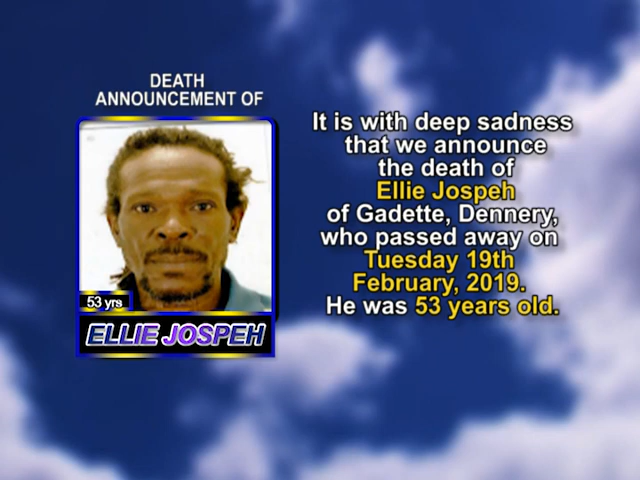 DEATH
ANNOUNCEMENT OF
53 yrs
ELLIE JOSPEH
It is with deep sadness
that we announce
the death of
Ellie Jospeh
of Gadette, Dennery,
who passed away on
Tuesday 19th
February, 2019.
He was 53 years old.